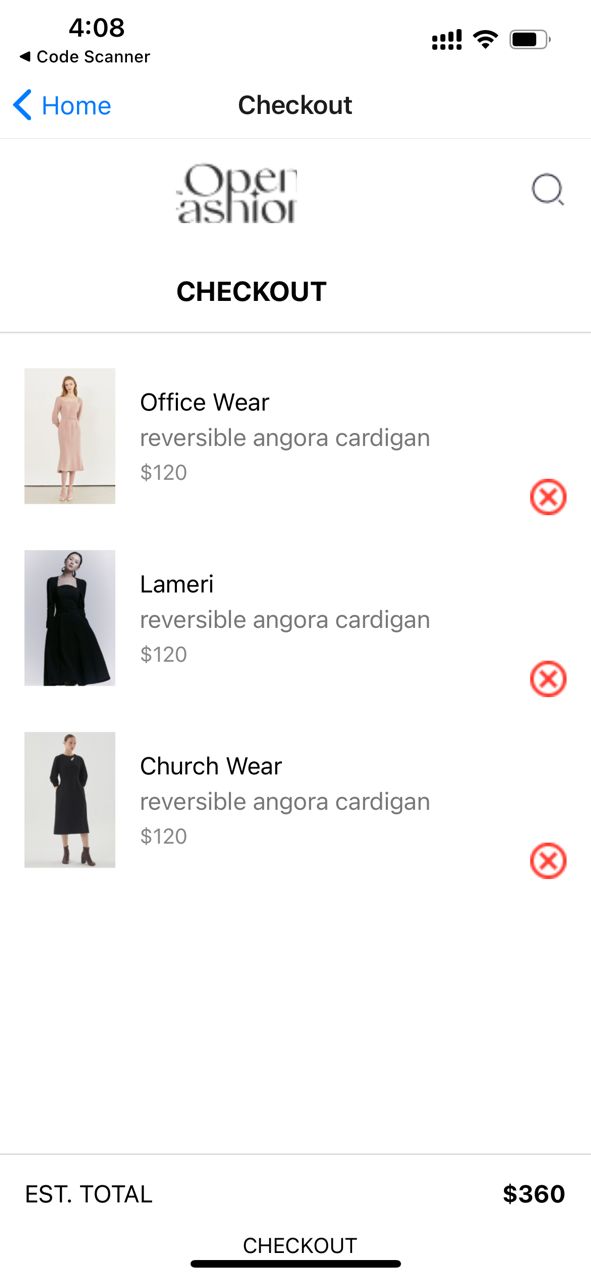 4:08
◀ Code Scanner
Home
Checkout
Open
ashion
CHECKOUT
Office Wear
reversible angora cardigan
$120
Lameri
reversible angora cardigan
$120
Church Wear
reversible angora cardigan
$120
EST. TOTAL
$360
CHECKOUT